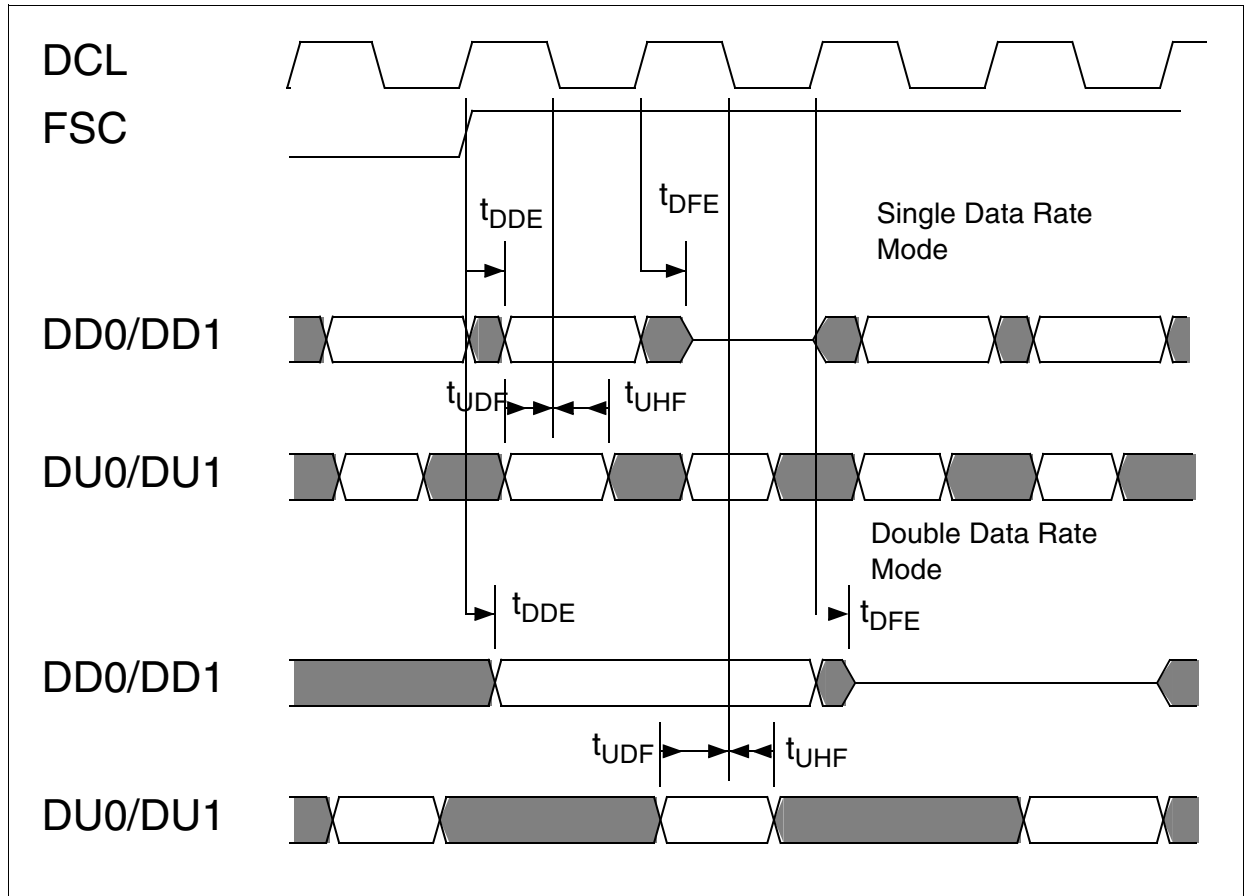 DCL
FSC
tDDE
tDFE
Single Data Rate
Mode
DD0/DD1
tUDF
tUHF
DU0/DU1
Double Data Rate
Mode
tDDE
tDFE
DD0/DD1
tUDF
tUHF
DU0/DU1